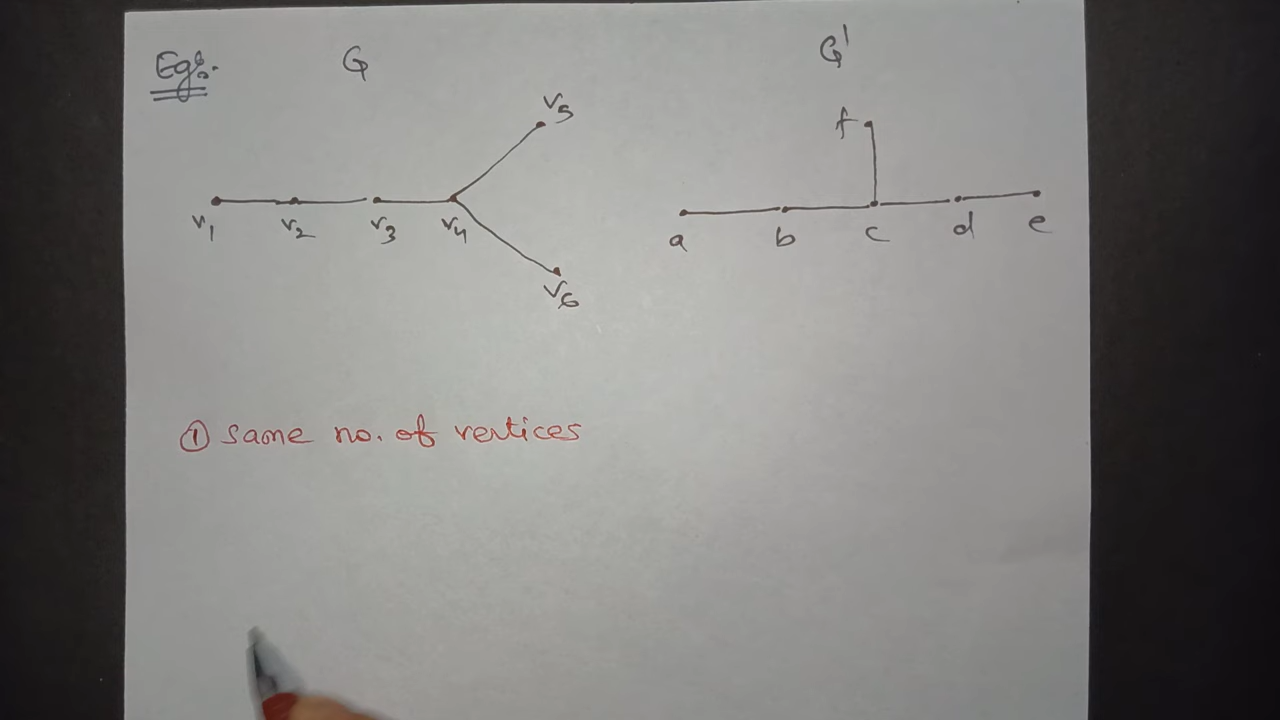 Eg:-
G
G'
v5
f
v1 v2 v3 v4
a b c d e
v6
① same no. of vertices